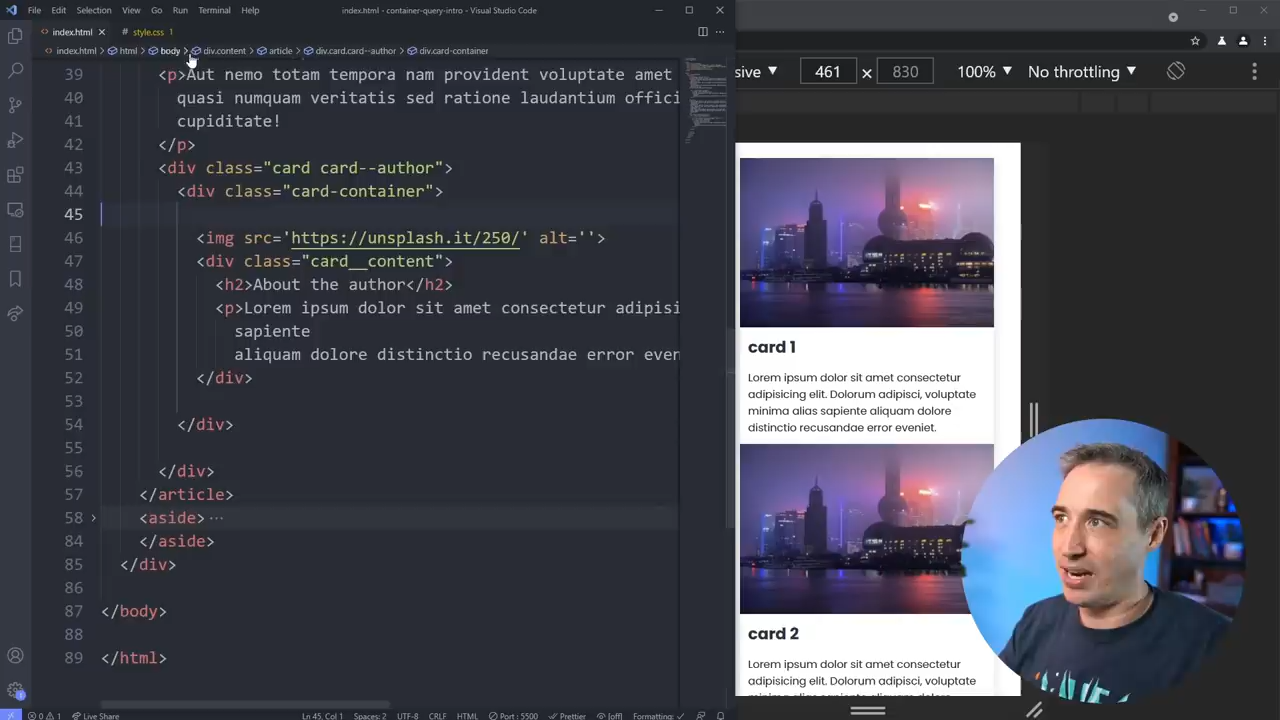 File Edit Selection View Go Run Terminal Help index.html - container-query-intro - Visual Studio Code
index.html style.css 1
index.html > html > body > div.content > article > div.card.card--author > div.card-container
39 <p>Aut nemo totam tempora nam provident voluptate amet
40 quasi numquam veritatis sed ratione laudantium offici
41 cupiditate!
42 </p>
43 <div class="card card--author">
44 <div class="card-container">
45
46 <img src='https://unsplash.it/250/' alt=''>
47 <div class="card__content">
48 <h2>About the author</h2>
49 <p>Lorem ipsum dolor sit amet consectetur adipisi
50 sapiente
51 aliquam dolore distinctio recusandae error even
52 </div>
53
54 </div>
55
56 </div>
57 </article>
58 <aside> ...
84 </aside>
85 </div>
86
87 </body>
88
89 </html>
0 1 Live Share Ln 45, Col 1 Spaces: 2 UTF-8 CRLF HTML Port : 5500 Prettier [off] Formatting: ✓
sive 461 × 830 100% No throttling
card 1
Lorem ipsum dolor sit amet consectetur
adipisicing elit. Dolorum adipisci, voluptate
minima alias sapiente aliquam dolore
distinctio recusandae error eveniet.
card 2
Lorem ipsum dolor sit amet consectetur
adipisicing elit. Dolorum adipisci, voluptate